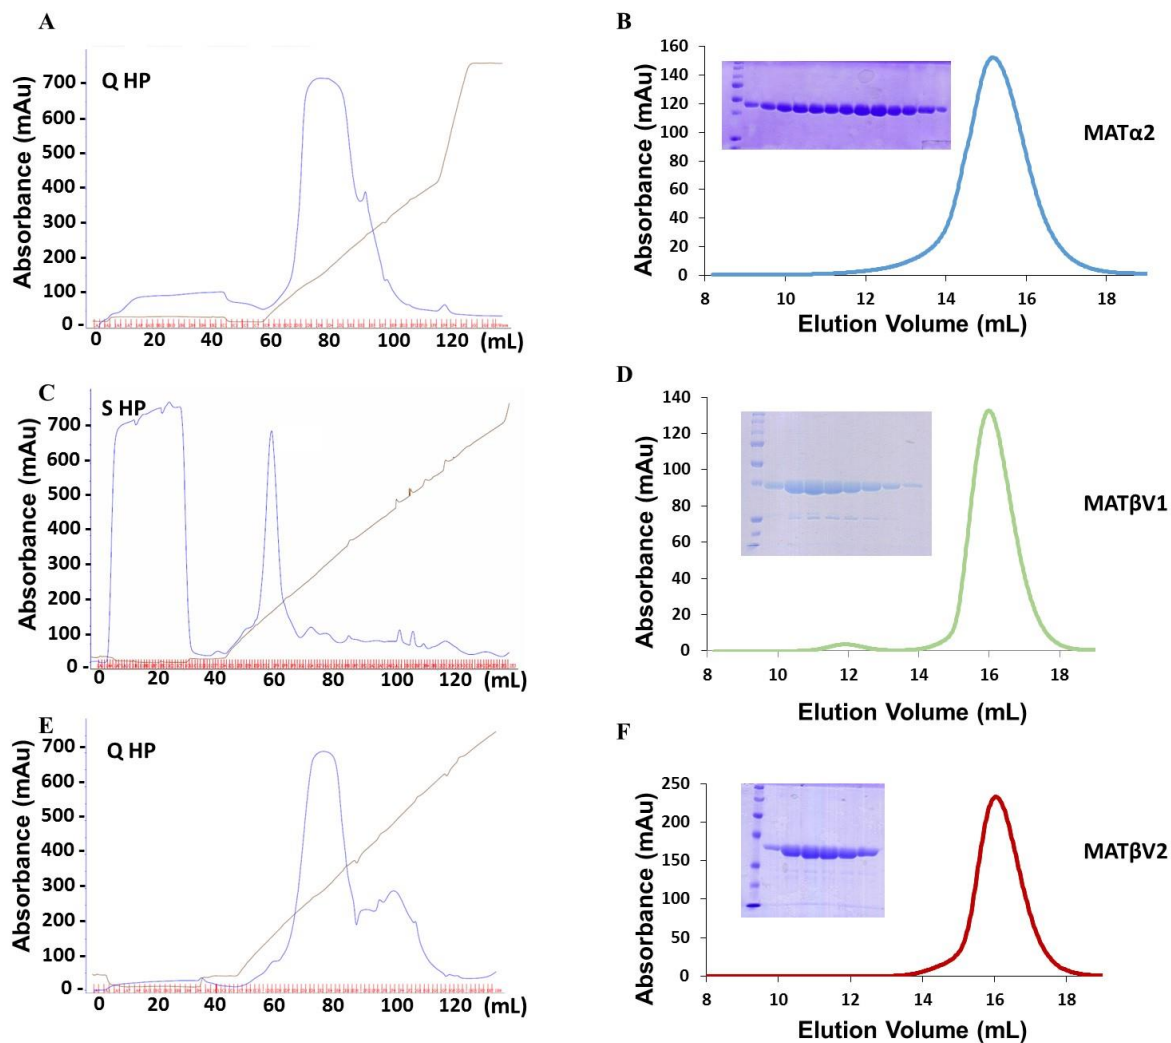 A
Q HP
Absorbance (mAu)
700
600
500
400
300
200
100
0
0 20 40 60 80 100 120 (mL)
B
Absorbance (mAu)
160
140
120
100
80
60
40
20
0
8 10 12 14 16 18
Elution Volume (mL)
MATα2
C
S HP
Absorbance (mAu)
700
600
500
400
300
200
100
0
0 20 40 60 80 100 120 (mL)
D
Absorbance (mAu)
140
120
100
80
60
40
20
0
8 10 12 14 16 18
Elution Volume (mL)
MATβV1
E
Q HP
Absorbance (mAu)
700
600
500
400
300
200
100
0
0 20 40 60 80 100 120 (mL)
F
Absorbance (mAu)
250
200
150
100
50
0
8 10 12 14 16 18
Elution Volume (mL)
MATβV2